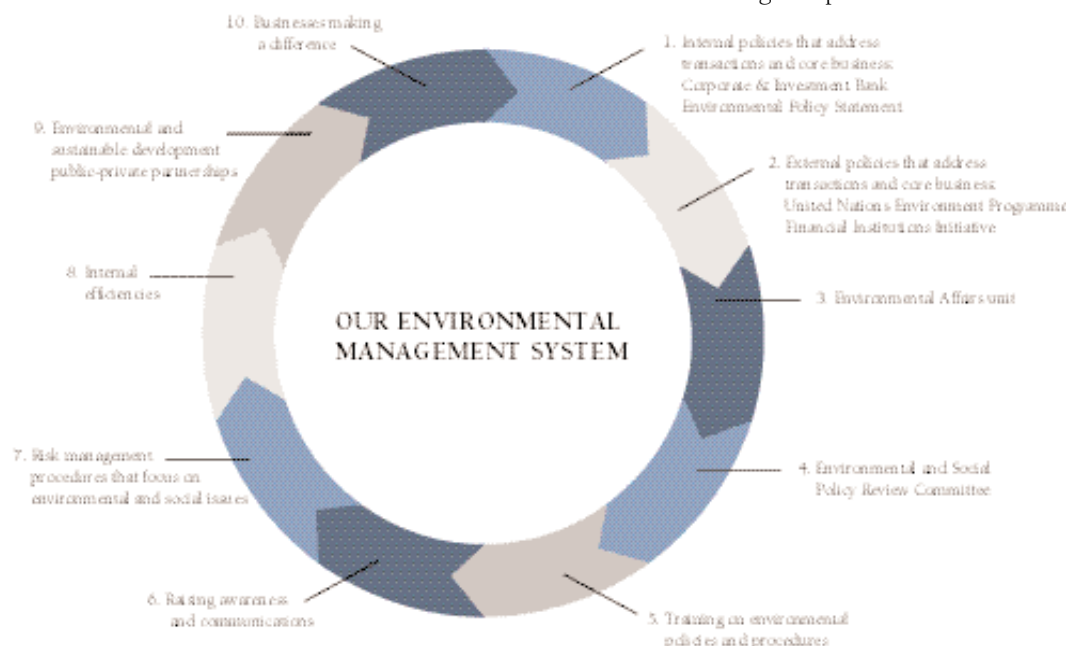 10. Businesses making
a difference
1. Internal policies that address
transactions and core business:
Corporate & Investment Bank
Environmental Policy Statement
9. Environmental and
sustainable development
public-private partnerships
2. External policies that address
transactions and core business:
United Nations Environment Programme
Financial Institutions Initiative
8. Internal
efficiencies
3. Environmental Affairs unit
OUR ENVIRONMENTAL
MANAGEMENT SYSTEM
7. Risk management
procedures that focus on
environmental and social issues
4. Environmental and Social
Policy Review Committee
6. Raising awareness
and communications
5. Training on environmental
policies and procedures